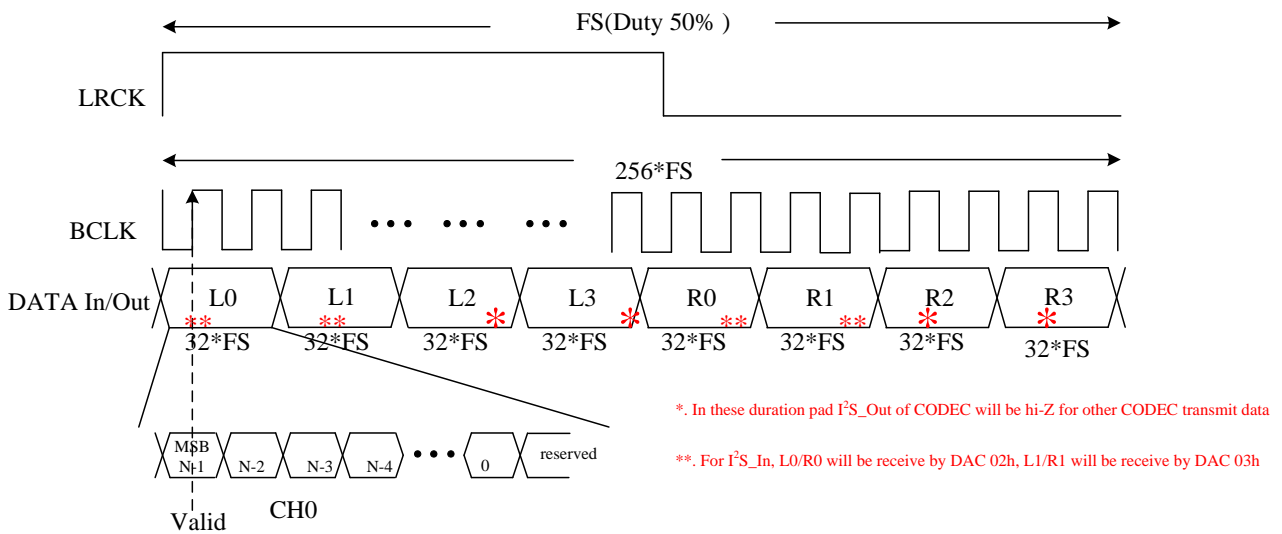 FS(Duty 50% )
LRCK
256*FS
BCLK
DATA In/Out
L0 L1 L2 L3 R0 R1 R2 R3
** ** * * ** ** * *
32*FS 32*FS 32*FS 32*FS 32*FS 32*FS 32*FS 32*FS
*. In these duration pad I²S_Out of CODEC will be hi-Z for other CODEC transmit data
MSB
N-1 N-2 N-3 N-4 0 reserved
**. For I²S_In, L0/R0 will be receive by DAC 02h, L1/R1 will be receive by DAC 03h
CH0
Valid